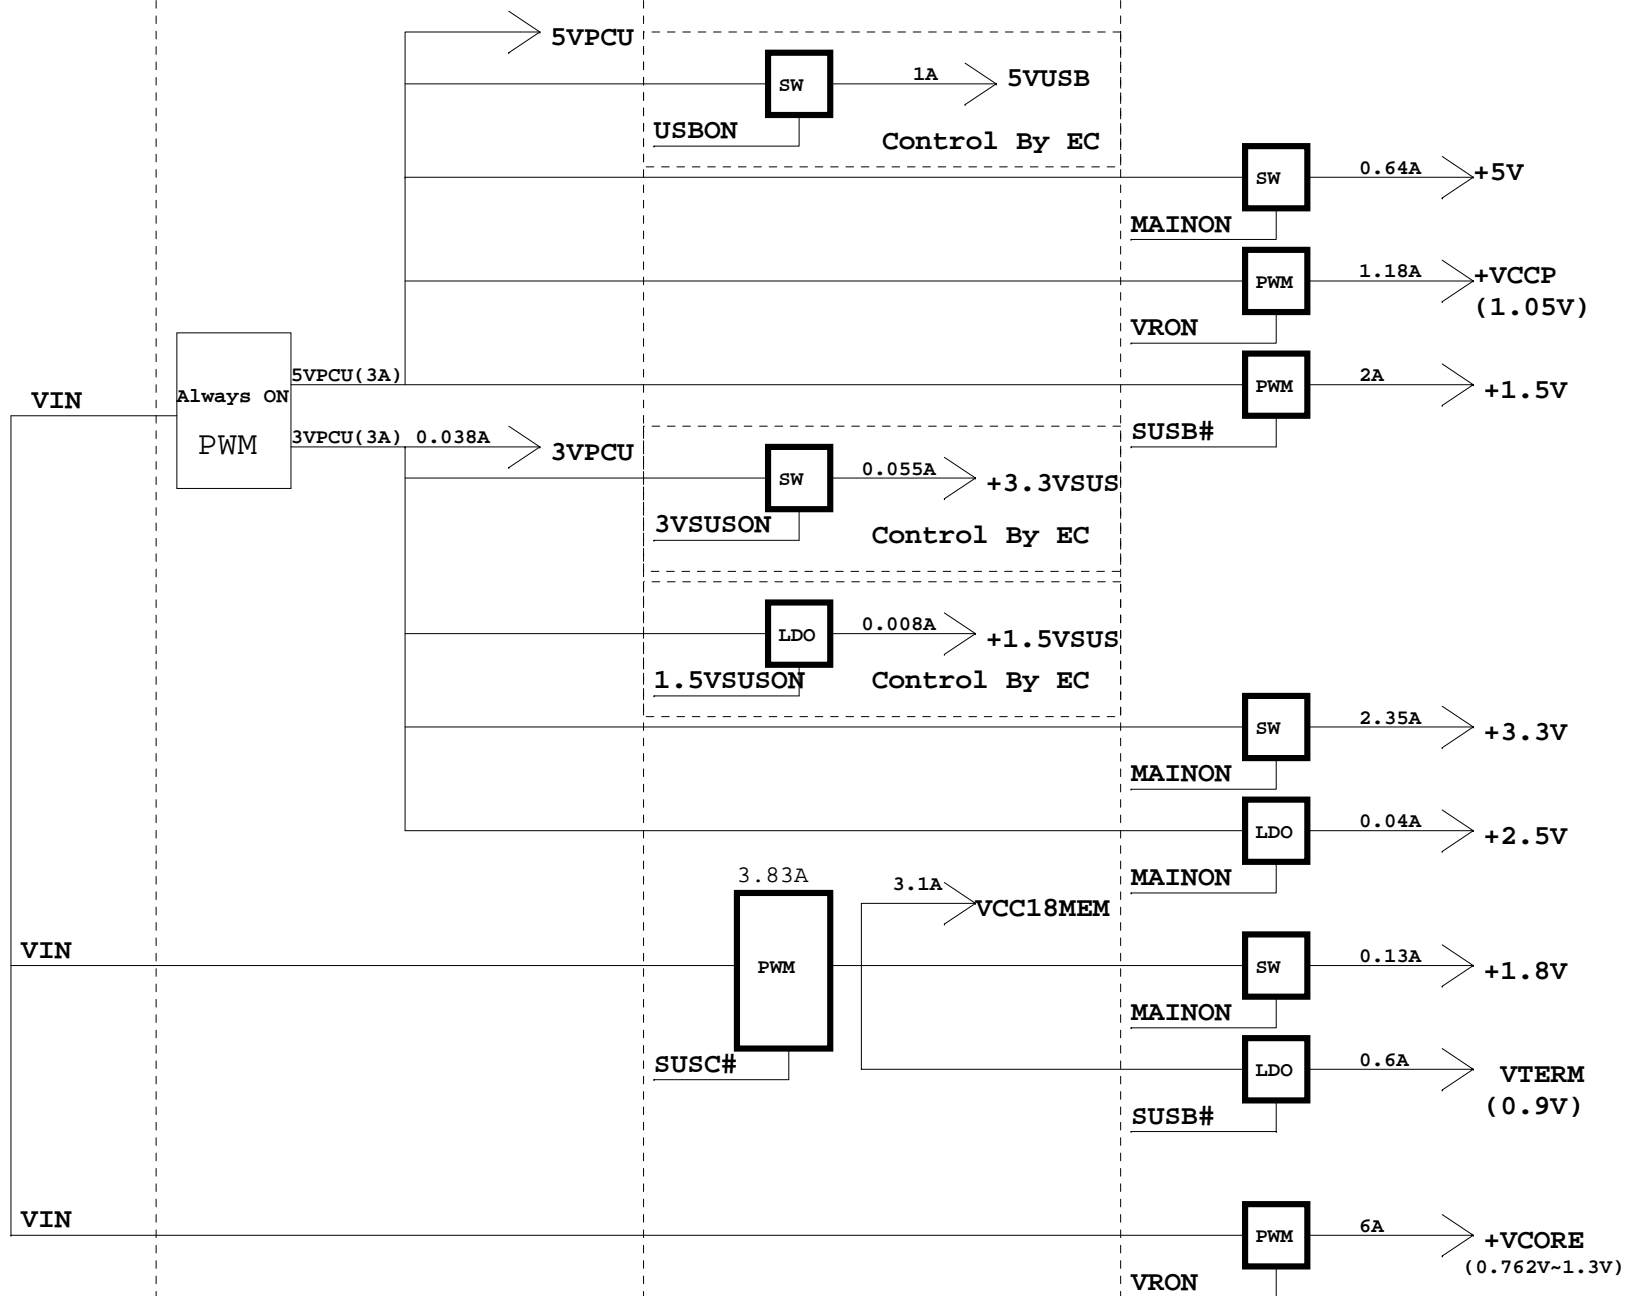 5VPCU
SW
1A
5VUSB
USBON
Control By EC
SW
0.64A
+5V
MAINON
PWM
1.18A
+VCCP
(1.05V)
VRON
5VPCU(3A)
PWM
2A
+1.5V
VIN
Always ON
PWM
SUSB#
3VPCU(3A)
0.038A
3VPCU
SW
0.055A
+3.3VSUS
3VSUSON
Control By EC
LDO
0.008A
+1.5VSUS
1.5VSUSON
Control By EC
SW
2.35A
+3.3V
MAINON
LDO
0.04A
+2.5V
MAINON
3.83A
3.1A
VCC18MEM
VIN
PWM
SW
0.13A
+1.8V
MAINON
SUSC#
LDO
0.6A
VTERM
(0.9V)
SUSB#
VIN
PWM
6A
+VCORE
(0.762V~1.3V)
VRON